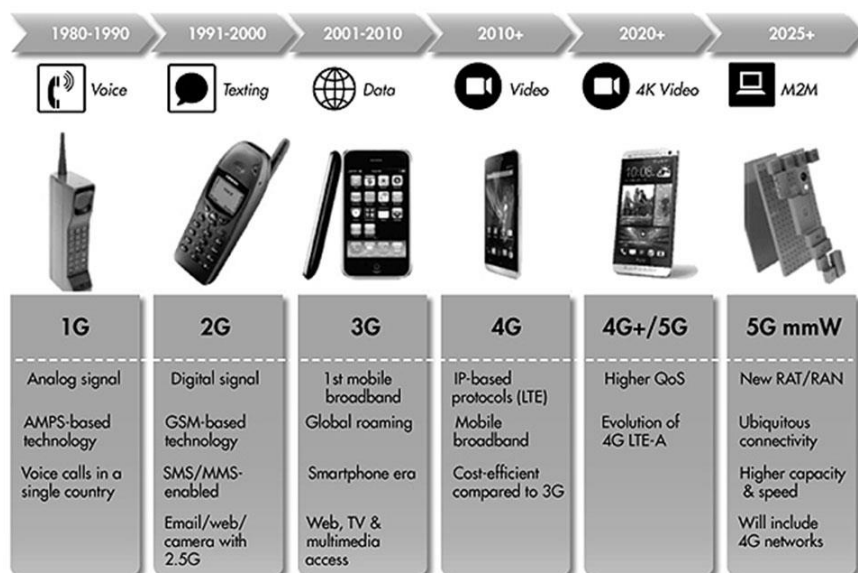 1980-1990
1991-2000
2001-2010
2010+
2020+
2025+
Voice
Texting
Data
Video
4K Video
M2M
10:08
1G
Analog signal
AMPS-based
technology
Voice calls in a
single country
2G
Digital signal
GSM-based
technology
SMS/MMS-
enabled
Email/web/
camera with
2.5G
3G
1st mobile
broadband
Global roaming
Smartphone era
Web, TV &
multimedia
access
4G
IP-based
protocols (LTE)
Mobile
broadband
Cost-efficient
compared to 3G
4G+/5G
Higher QoS
Evolution of
4G LTE-A
5G mmW
New RAT/RAN
Ubiquitous
connectivity
Higher capacity
& speed
Will include
4G networks